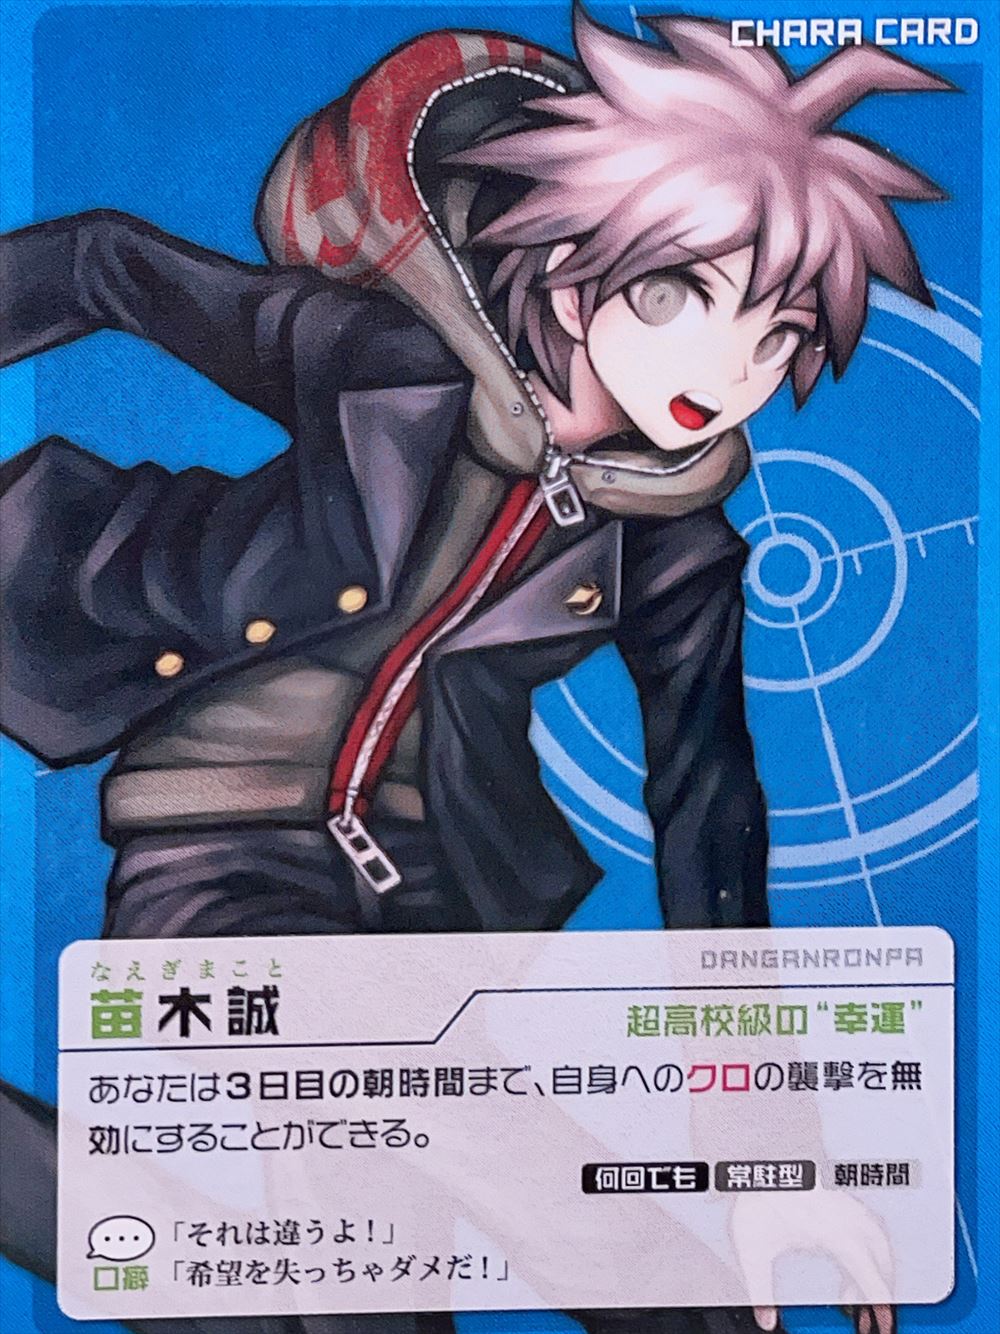 CHARA CARD
DANGANRONPA
なえぎまこと
苗木誠
超高校級の“幸運”
あなたは3日目の朝時間まで、自身へのクロの襲撃を無
効にすることができる。
何回でも 常駐型 朝時間
「それは違うよ！」
口癖 「希望を失っちゃダメだ！」